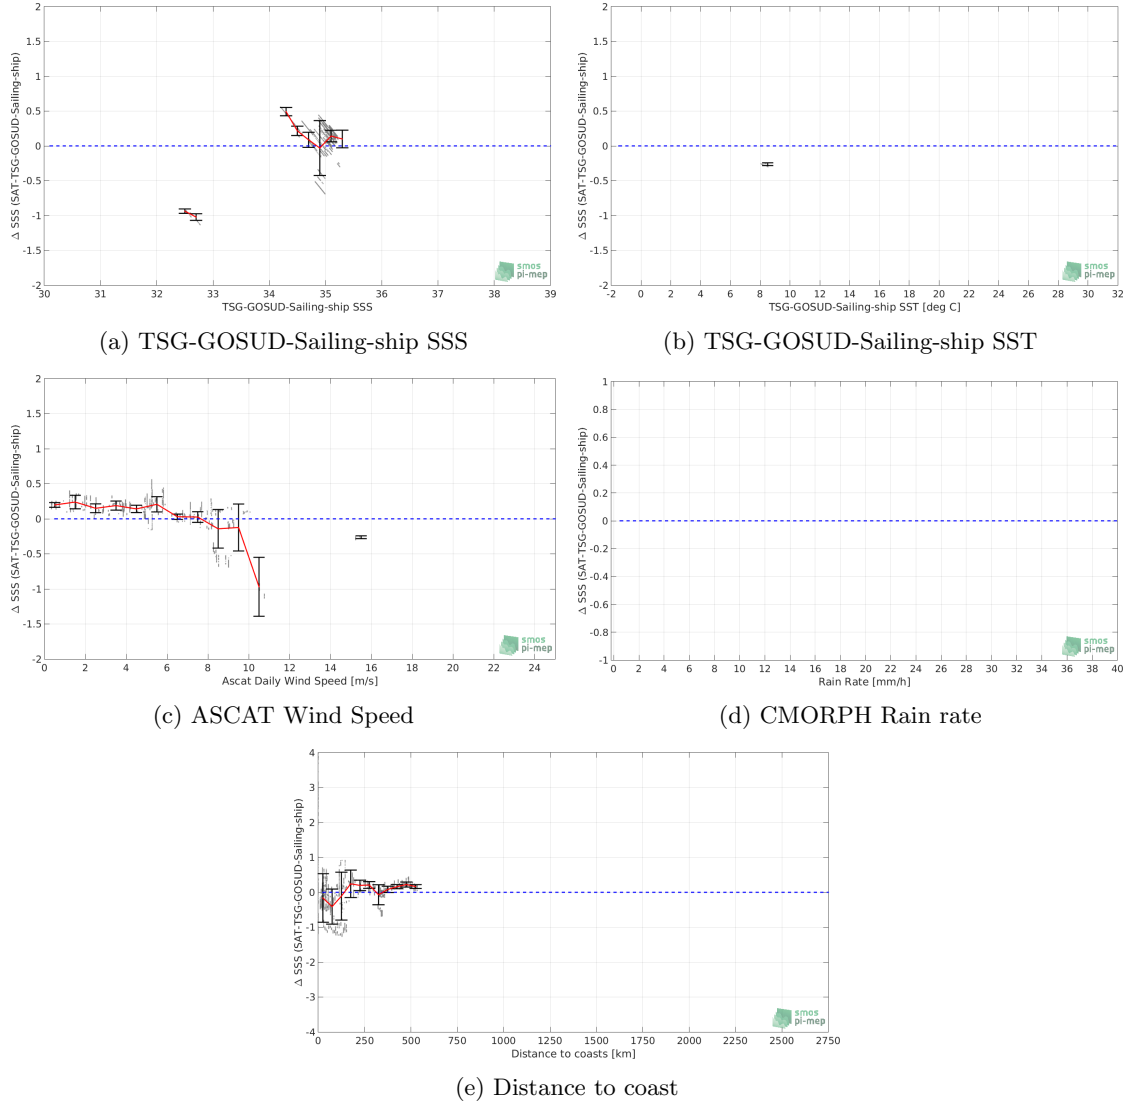 2
1.5
1
0.5
0
-0.5
-1
-1.5
-2
Δ SSS (SAT-TSG-GOSUD-Sailing-ship)
30 31 32 33 34 35 36 37 38 39
TSG-GOSUD-Sailing-ship SSS
smos
pi-mep
(a) TSG-GOSUD-Sailing-ship SSS
2
1.5
1
0.5
0
-0.5
-1
-1.5
-2
Δ SSS (SAT-TSG-GOSUD-Sailing-ship)
-2 0 2 4 6 8 10 12 14 16 18 20 22 24 26 28 30 32
TSG-GOSUD-Sailing-ship SST [deg C]
smos
pi-mep
(b) TSG-GOSUD-Sailing-ship SST
2
1.5
1
0.5
0
-0.5
-1
-1.5
-2
Δ SSS (SAT-TSG-GOSUD-Sailing-ship)
0 2 4 6 8 10 12 14 16 18 20 22 24
Ascat Daily Wind Speed [m/s]
smos
pi-mep
(c) ASCAT Wind Speed
1
0.8
0.6
0.4
0.2
0
-0.2
-0.4
-0.6
-0.8
-1
Δ SSS (SAT-TSG-GOSUD-Sailing-ship)
0 2 4 6 8 10 12 14 16 18 20 22 24 26 28 30 32 34 36 38 40
Rain Rate [mm/h]
smos
pi-mep
(d) CMORPH Rain rate
4
3
2
1
0
-1
-2
-3
-4
Δ SSS (SAT-TSG-GOSUD-Sailing-ship)
0 250 500 750 1000 1250 1500 1750 2000 2250 2500 2750
Distance to coasts [km]
smos
pi-mep
(e) Distance to coast